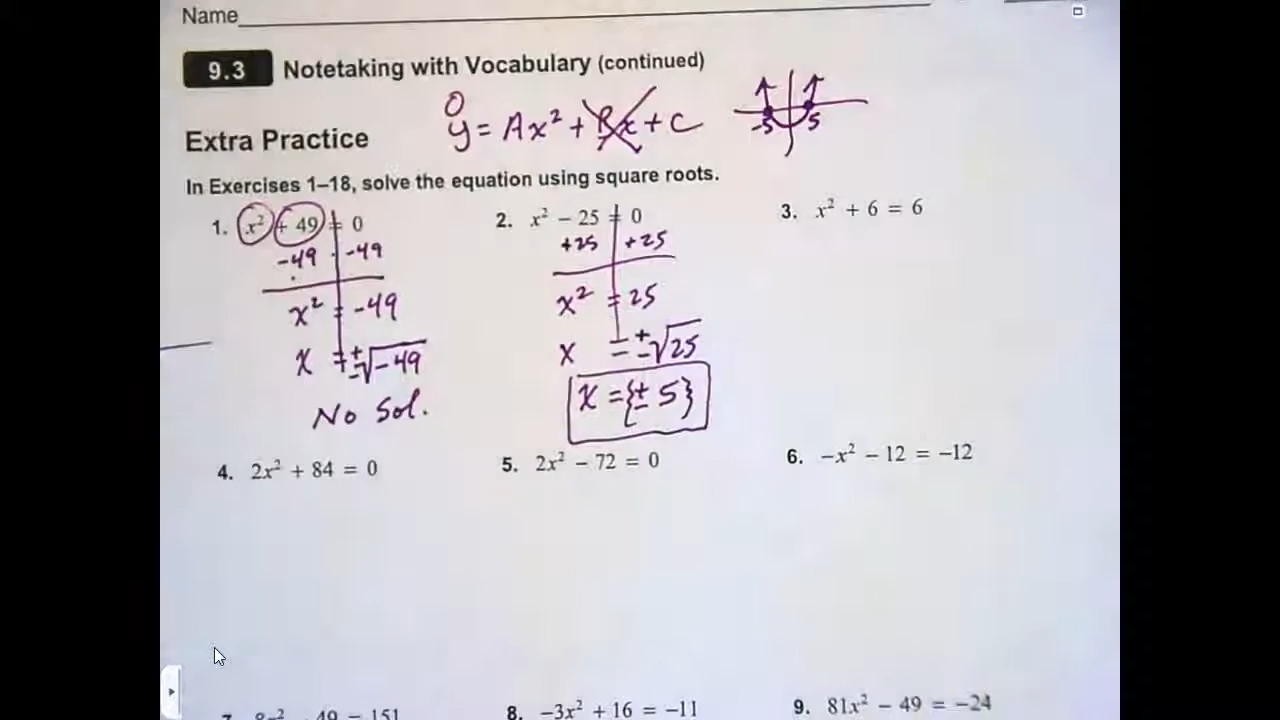 Name
9.3 Notetaking with Vocabulary (continued)
0
y = Ax² + Bx + C
-5 5
Extra Practice
In Exercises 1–18, solve the equation using square roots.
1. x² + 49 = 0
-49 -49
x² = -49
x = ±√-49
No Sol.
2. x² − 25 = 0
+25 +25
x² = 25
x = ±√25
x = {± 5}
3. x² + 6 = 6
4. 2x² + 84 = 0
5. 2x² − 72 = 0
6. −x² − 12 = −12
49 = 151
8. −3x² + 16 = −11
9. 81x² − 49 = −24